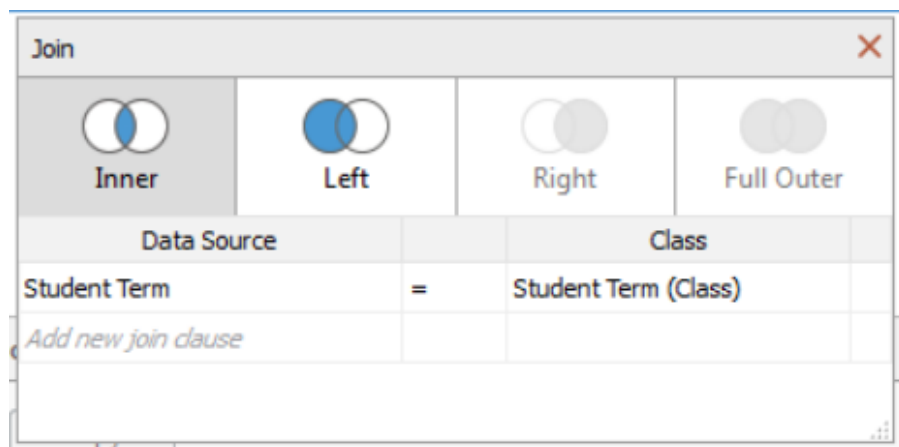 Join
Inner Left Right Full Outer
Data Source Class
Student Term = Student Term (Class)
Add new join clause